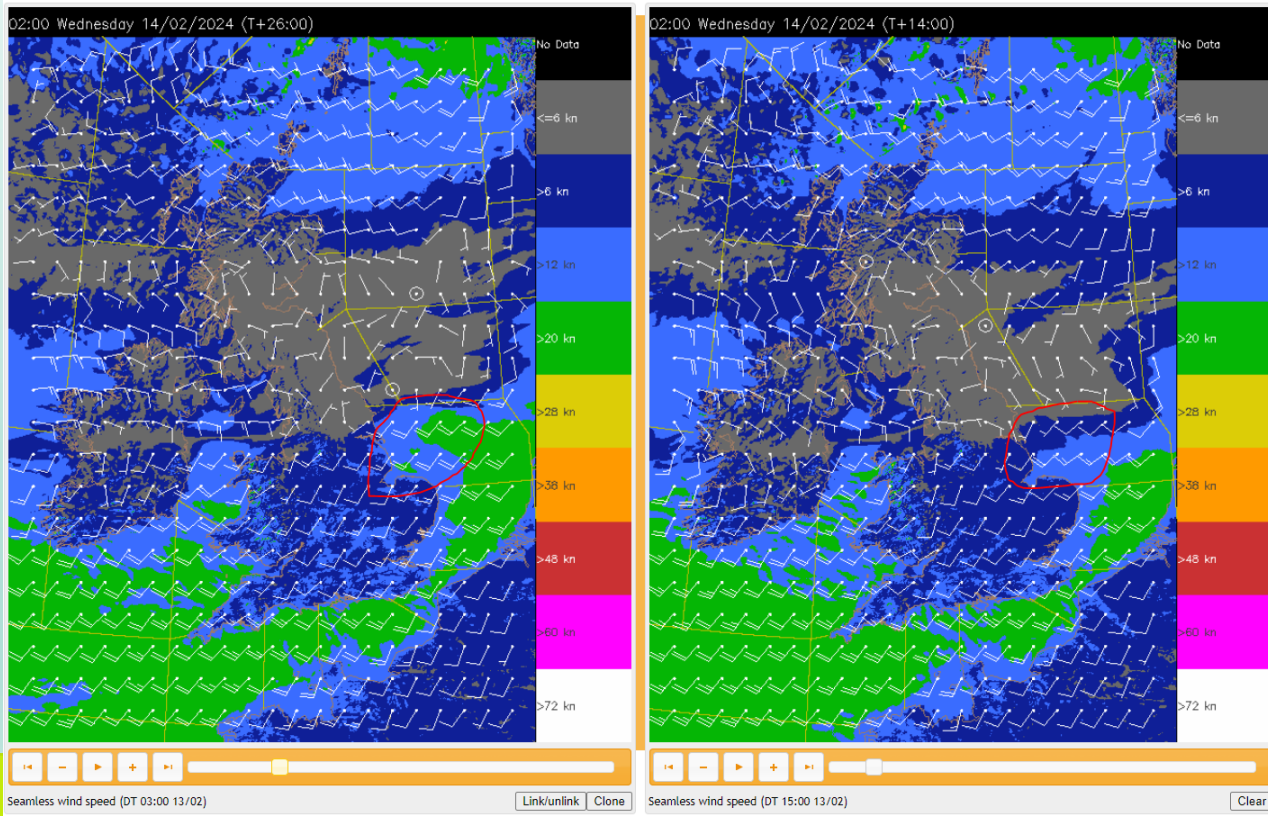 02:00 Wednesday 14/02/2024 (T+26:00)
No Data
<=6 kn
>6 kn
>12 kn
>20 kn
>28 kn
>38 kn
>48 kn
>60 kn
>72 kn
Seamless wind speed (DT 03:00 13/02)
Link/unlink
Clone
02:00 Wednesday 14/02/2024 (T+14:00)
No Data
<=6 kn
>6 kn
>12 kn
>20 kn
>28 kn
>38 kn
>48 kn
>60 kn
>72 kn
Seamless wind speed (DT 15:00 13/02)
Clear